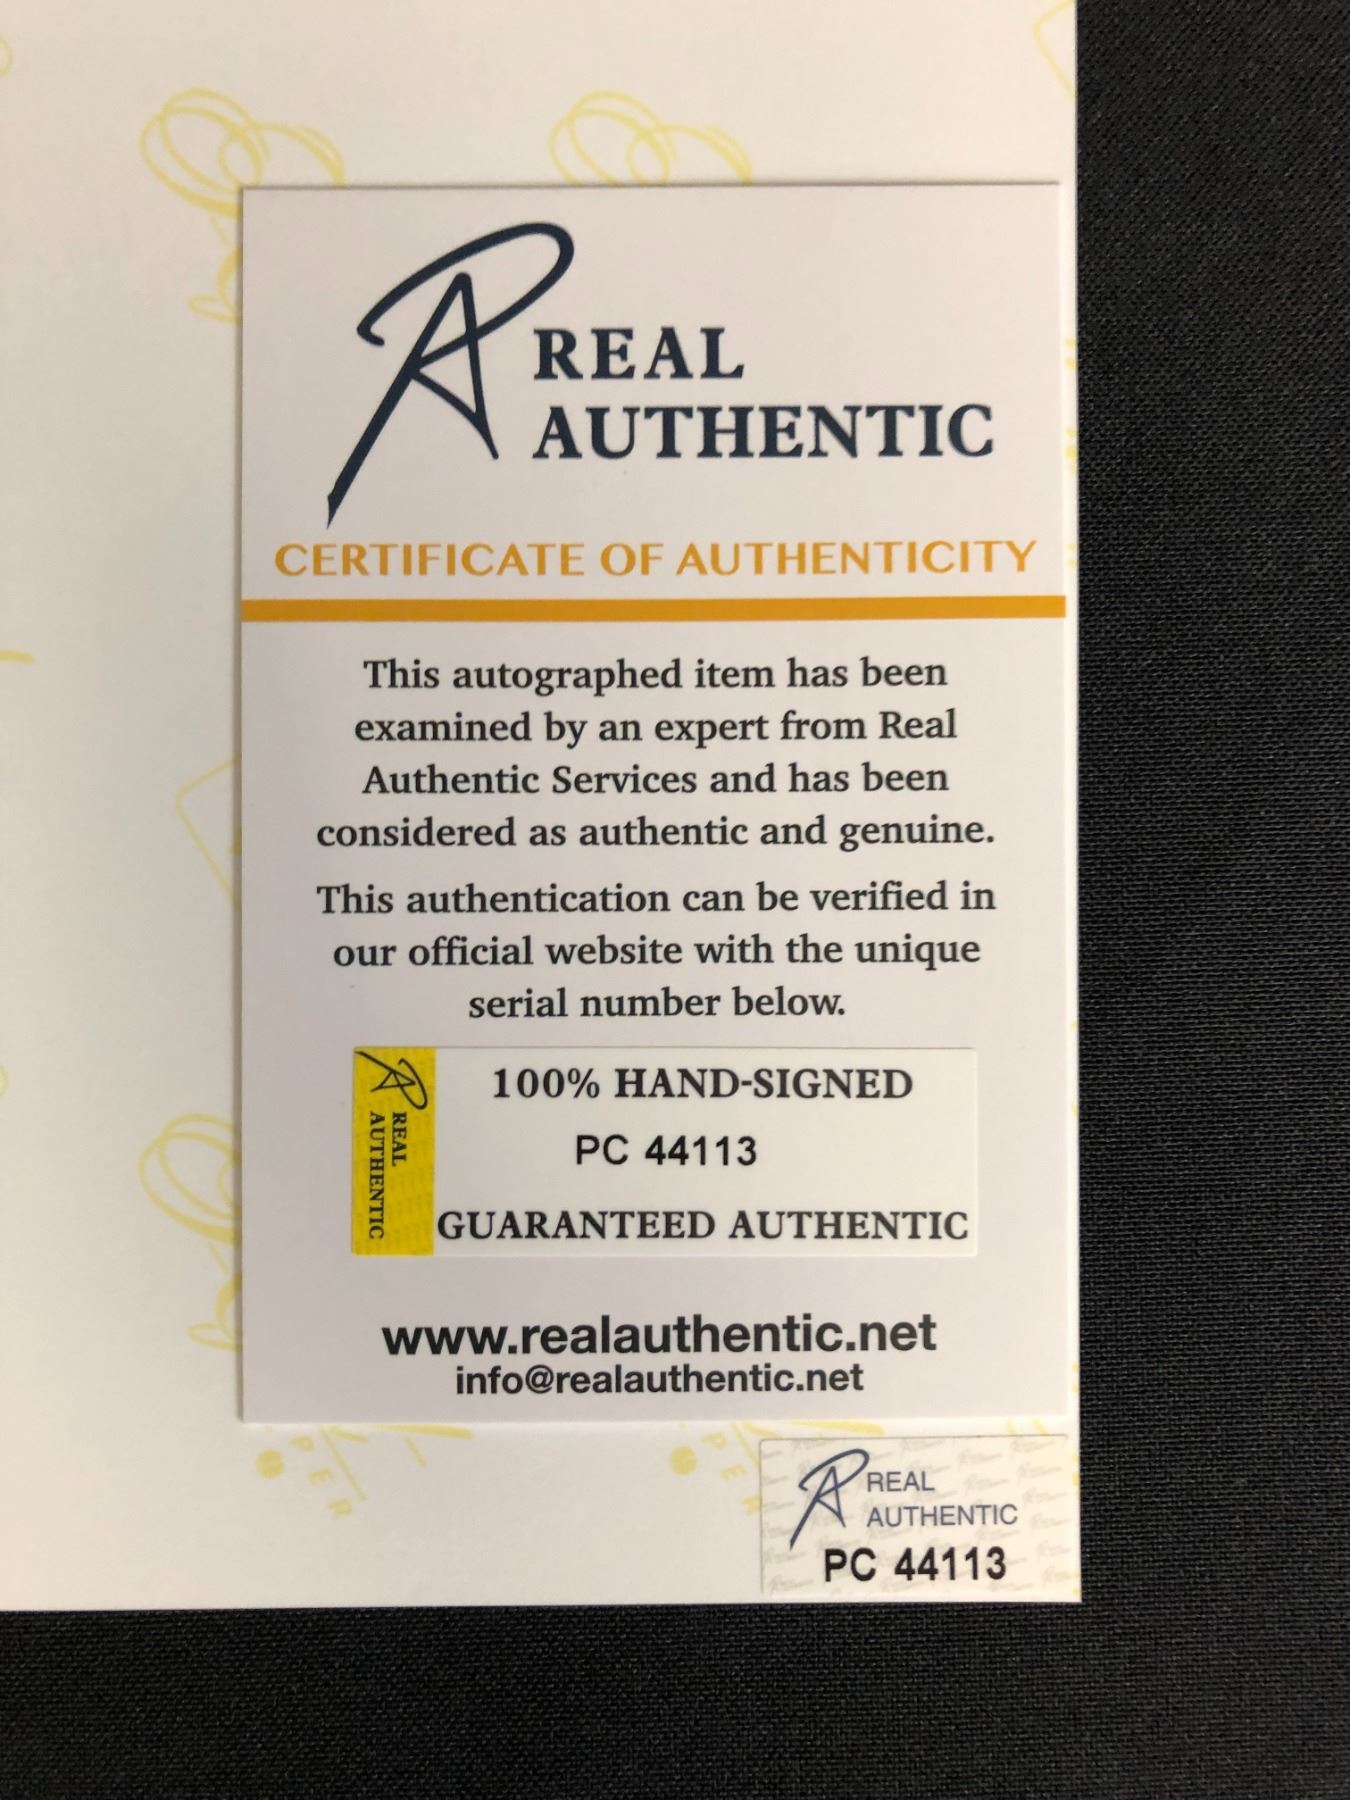 REAL
AUTHENTIC
CERTIFICATE OF AUTHENTICITY
This autographed item has been
examined by an expert from Real
Authentic Services and has been
considered as authentic and genuine.
This authentication can be verified in
our official website with the unique
serial number below.
REAL
AUTHENTIC
100% HAND-SIGNED
PC 44113
GUARANTEED AUTHENTIC
www.realauthentic.net
info@realauthentic.net
REAL
AUTHENTIC
PC 44113